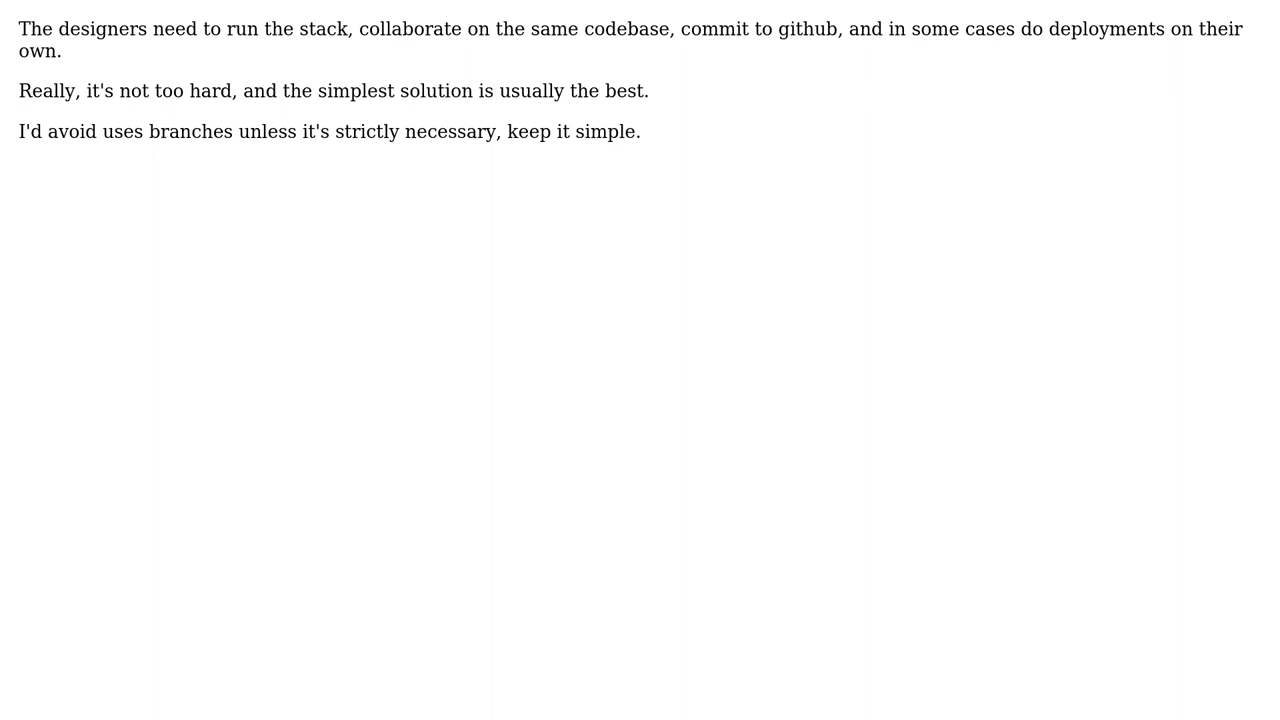 The designers need to run the stack, collaborate on the same codebase, commit to github, and in some cases do deployments on their
own.
Really, it's not too hard, and the simplest solution is usually the best.
I'd avoid uses branches unless it's strictly necessary, keep it simple.